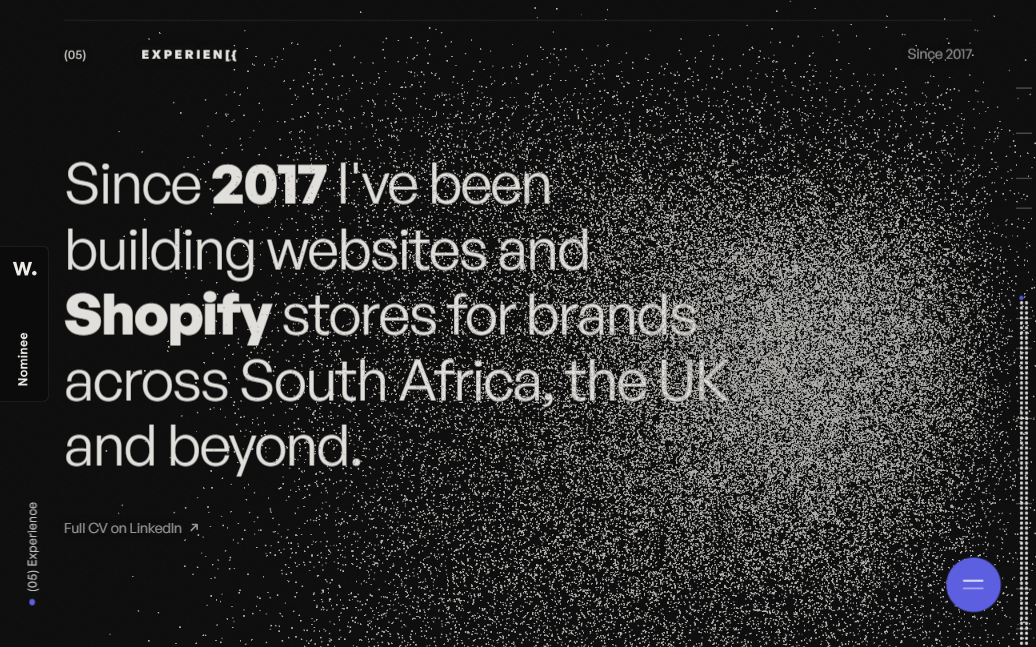 (05)
EXPERIEN[{
Since 2017
Since 2017 I've been
building websites and
Shopify stores for brands
across South Africa, the UK
and beyond.
Full CV on LinkedIn ↗
W.
Nominee
(05) Experience